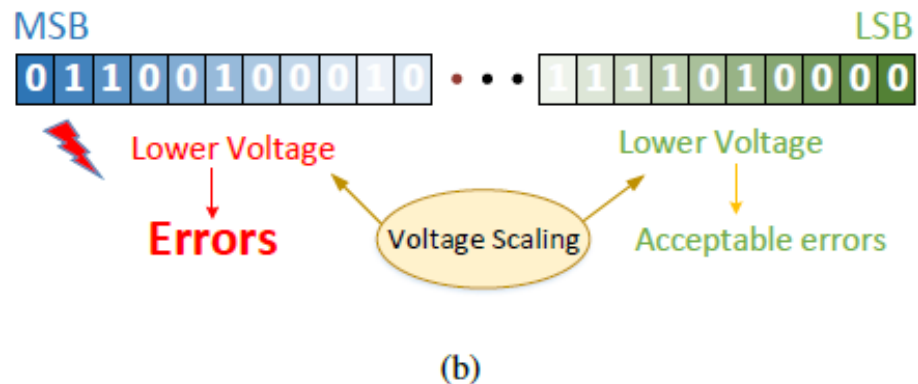 MSB LSB
0 1 1 0 0 1 0 0 0 1 0 • • • 1 1 1 1 0 1 0 0 0 0
Lower Voltage Lower Voltage
Errors Voltage Scaling Acceptable errors
(b)